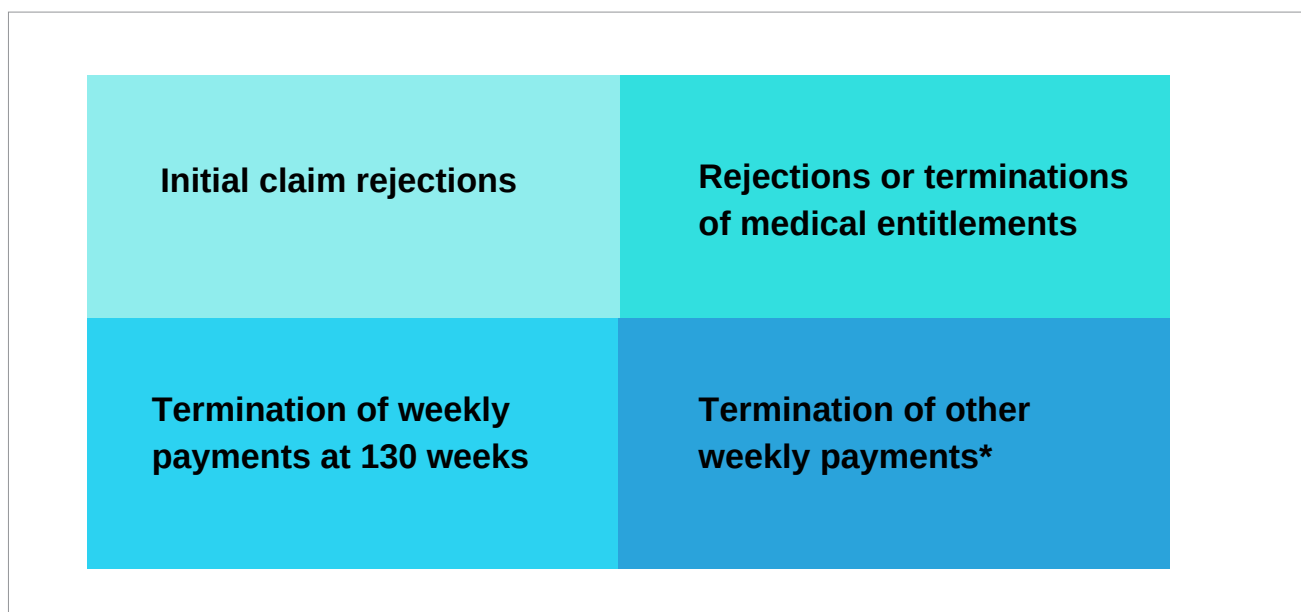 Initial claim rejections
Rejections or terminations
of medical entitlements
Termination of weekly
payments at 130 weeks
Termination of other
weekly payments*